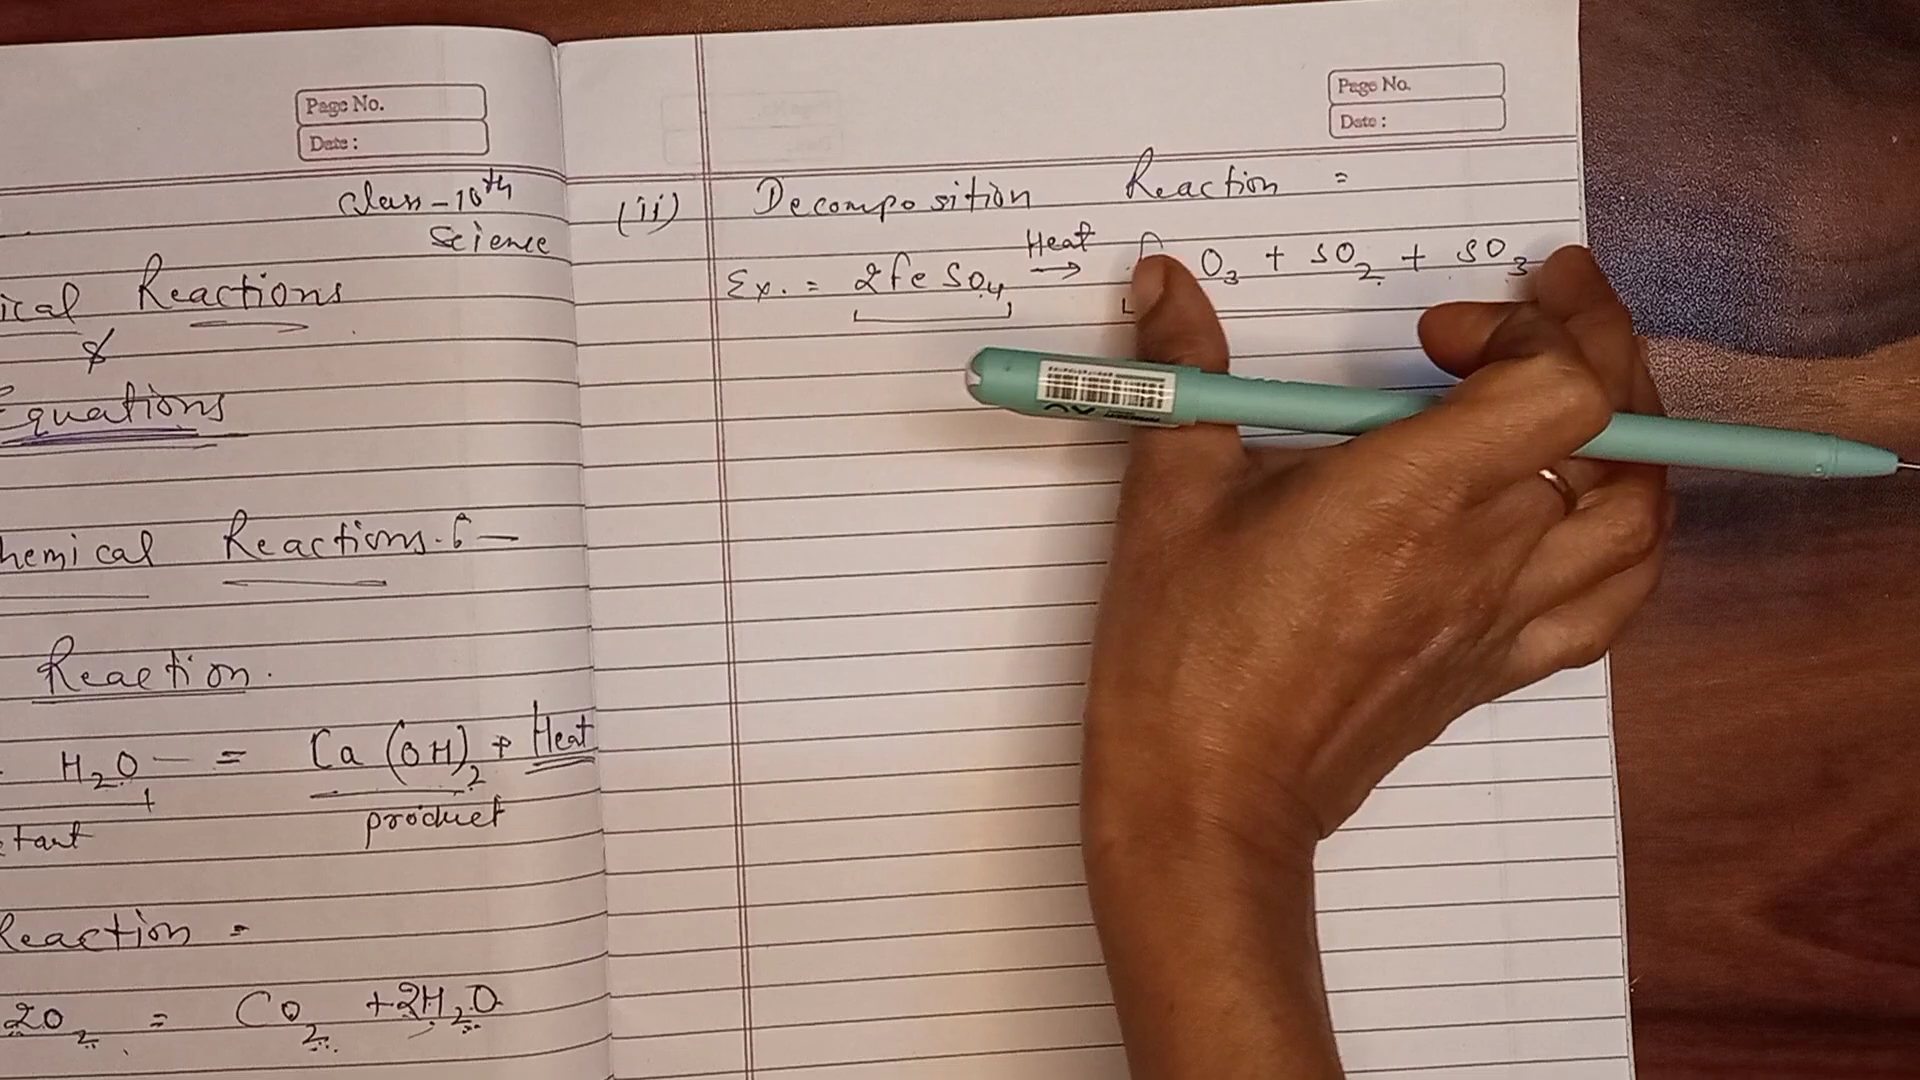 Page No.
Date :
class - 10th
Science
ical Reactions
&
Equations
hemical Reactions :-
Reaction.
H2O = Ca(OH)2 + Heat
tant product
Reaction =
2O2 = CO2 + 2H2O
Page No.
Date :
(ii) Decomposition Reaction =
Ex. = 2FeSO4 Heat → O3 + SO2 + SO3